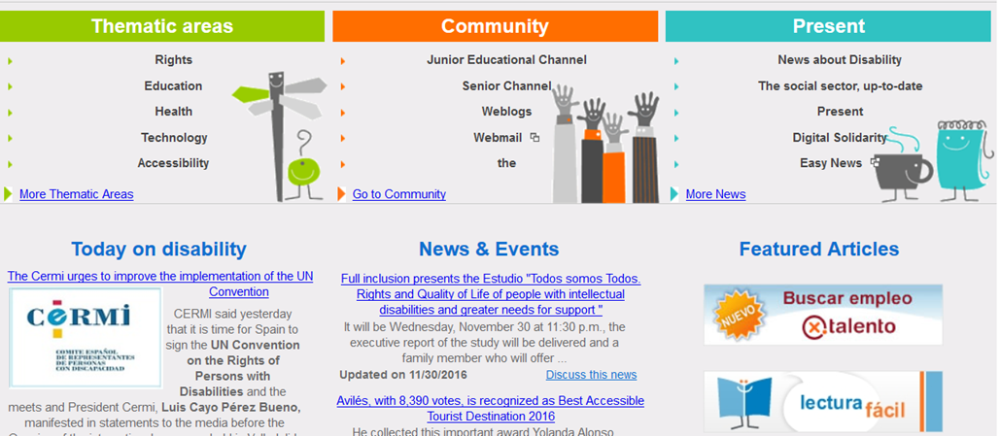 Thematic areas
Rights
Education
Health
Technology
Accessibility
More Thematic Areas
Community
Junior Educational Channel
Senior Channel
Weblogs
Webmail
the
Go to Community
Present
News about Disability
The social sector, up-to-date
Present
Digital Solidarity
Easy News
More News
Today on disability
The Cermi urges to improve the implementation of the UN
Convention
CERMI
COMITE ESPAÑOL
DE REPRESENTANTES
DE PERSONAS
CON DISCAPACIDAD
CERMI said yesterday
that it is time for Spain to
sign the UN Convention
on the Rights of
Persons with
Disabilities and the
meets and President Cermi, Luis Cayo Pérez Bueno,
manifested in statements to the media before the
News & Events
Full inclusion presents the Estudio "Todos somos Todos.
Rights and Quality of Life of people with intellectual
disabilities and greater needs for support "
It will be Wednesday, November 30 at 11:30 p.m., the
executive report of the study will be delivered and a
family member who will offer ...
Updated on 11/30/2016 Discuss this news
Avilés, with 8,390 votes, is recognized as Best Accessible
Tourist Destination 2016
He collected this important award Yolanda Alonso
Featured Articles
NUEVO
Buscar empleo
x talento
lectura
fácil